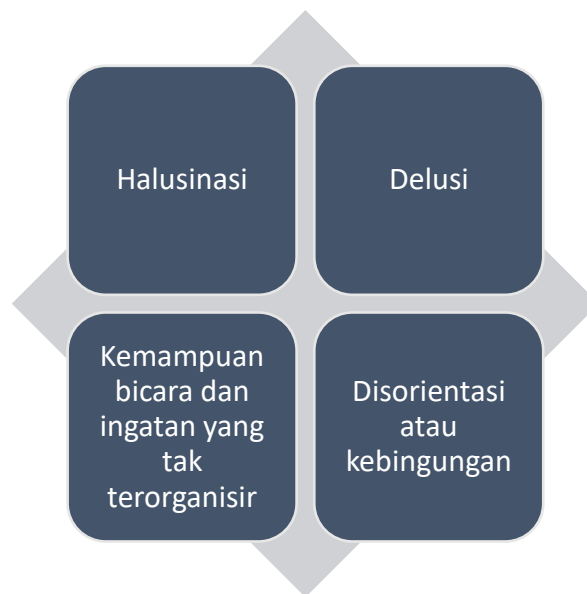 Halusinasi
Delusi
Kemampuan
bicara dan
ingatan yang
tak
terorganisir
Disorientasi
atau
kebingungan